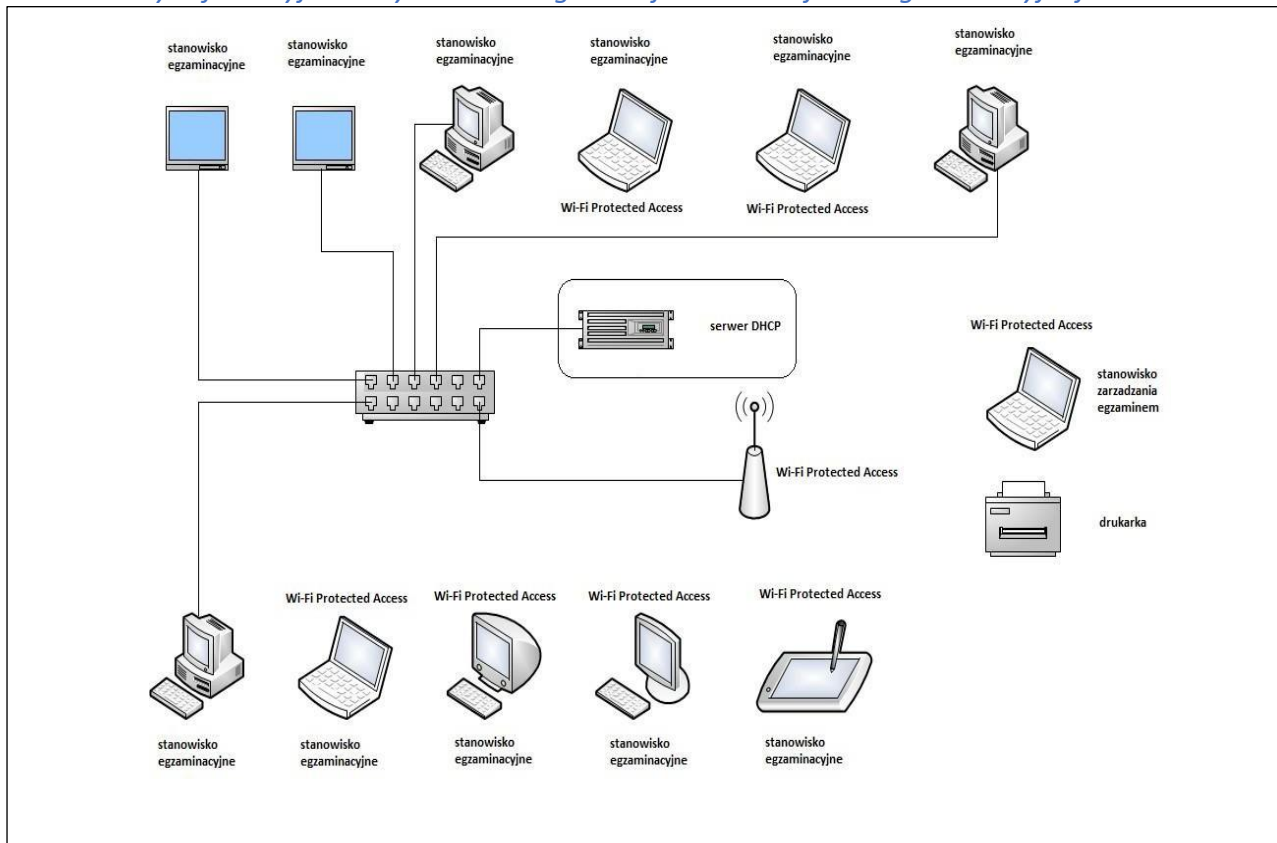 stanowisko
egzaminacyjne
stanowisko
egzaminacyjne
stanowisko
egzaminacyjne
stanowisko
egzaminacyjne
stanowisko
egzaminacyjne
stanowisko
egzaminacyjne
Wi-Fi Protected Access
Wi-Fi Protected Access
serwer DHCP
Wi-Fi Protected Access
stanowisko
zarzadzania
egzaminem
Wi-Fi Protected Access
drukarka
Wi-Fi Protected Access
Wi-Fi Protected Access
Wi-Fi Protected Access
Wi-Fi Protected Access
stanowisko
egzaminacyjne
stanowisko
egzaminacyjne
stanowisko
egzaminacyjne
stanowisko
egzaminacyjne
stanowisko
egzaminacyjne